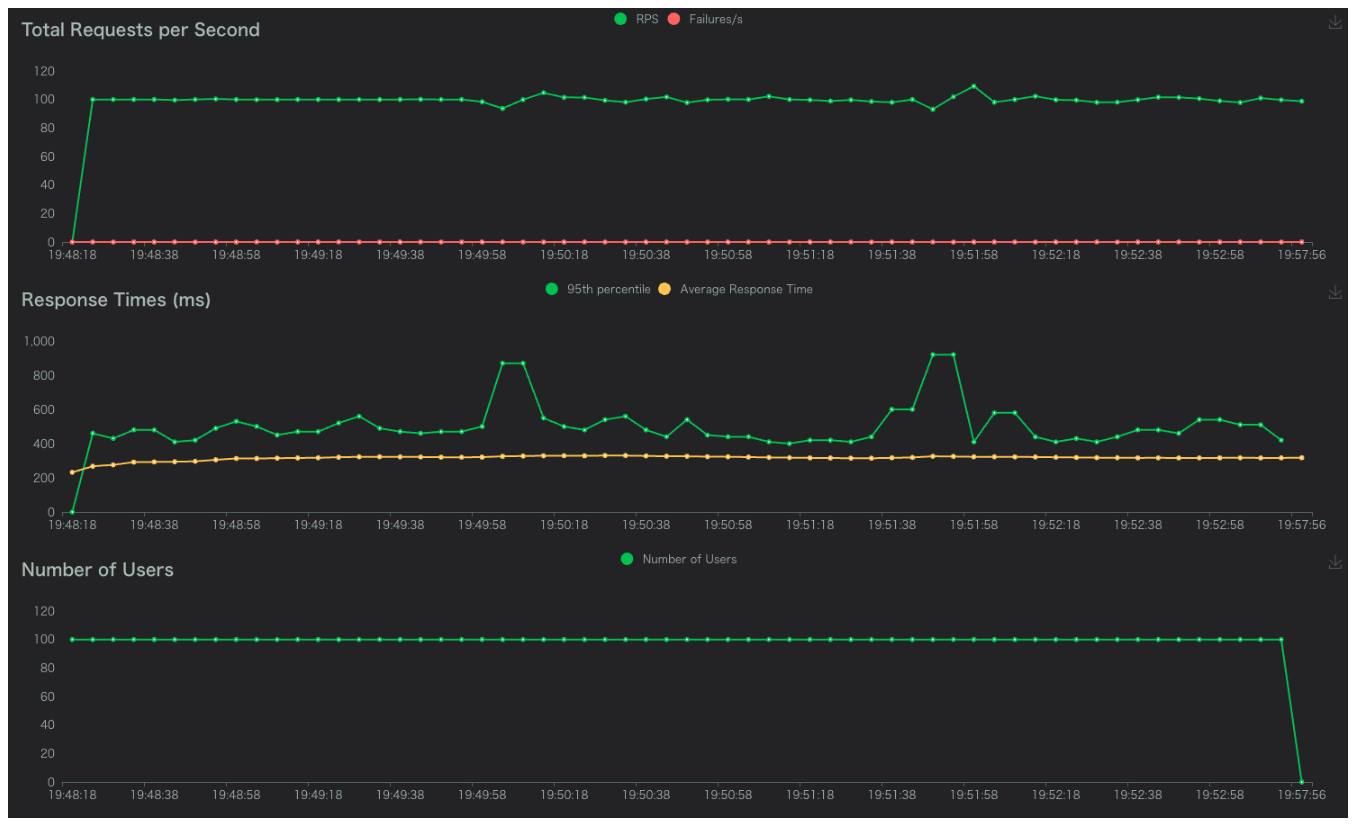 Total Requests per Second
RPS Failures/s
120
100
80
60
40
20
0
19:48:18 19:48:38 19:48:58 19:49:18 19:49:38 19:49:58 19:50:18 19:50:38 19:50:58 19:51:18 19:51:38 19:51:58 19:52:18 19:52:38 19:52:58 19:57:56
Response Times (ms)
95th percentile Average Response Time
1,000
800
600
400
200
0
19:48:18 19:48:38 19:48:58 19:49:18 19:49:38 19:49:58 19:50:18 19:50:38 19:50:58 19:51:18 19:51:38 19:51:58 19:52:18 19:52:38 19:52:58 19:57:56
Number of Users
Number of Users
120
100
80
60
40
20
0
19:48:18 19:48:38 19:48:58 19:49:18 19:49:38 19:49:58 19:50:18 19:50:38 19:50:58 19:51:18 19:51:38 19:51:58 19:52:18 19:52:38 19:52:58 19:57:56